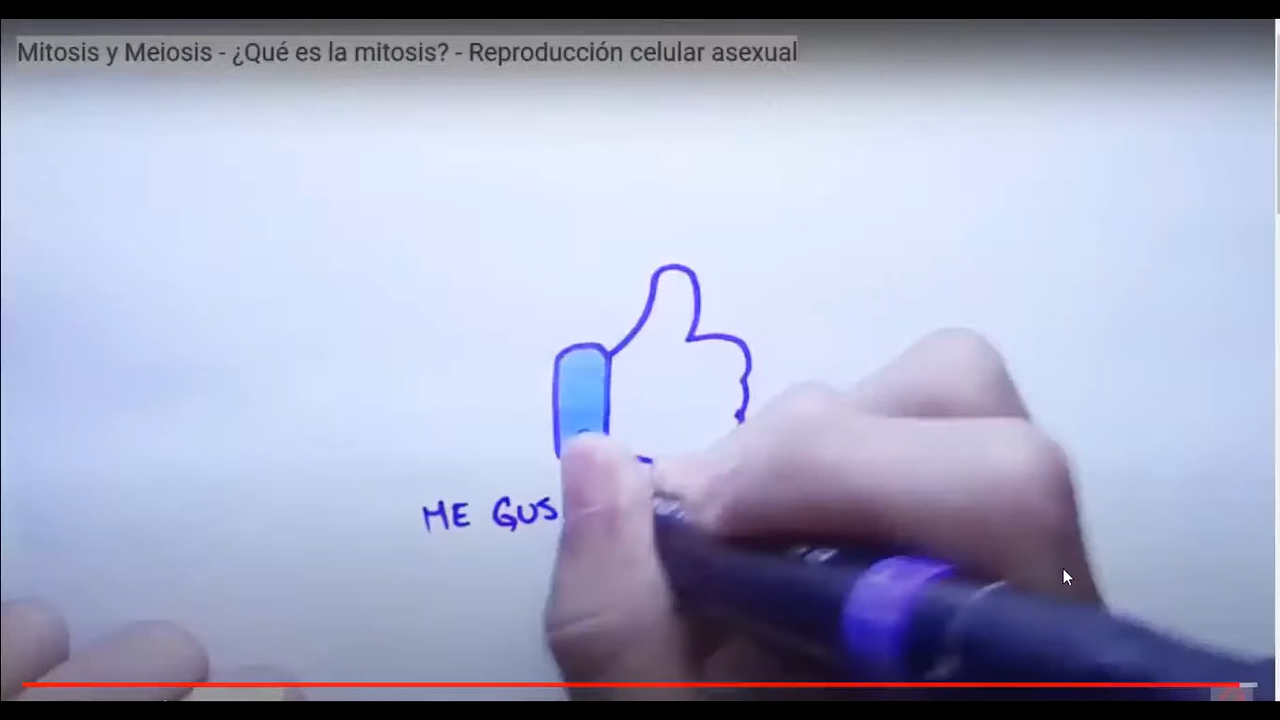 Mitosis y Meiosis - ¿Qué es la mitosis? - Reproducción celular asexual
ME GUS